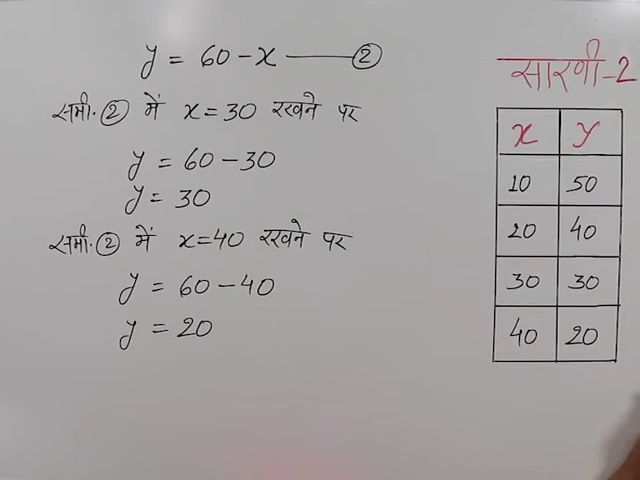 y = 60 - x —— ②
समी. ② में x = 30 रखने पर
y = 60 - 30
y = 30
समी. ② में x = 40 रखने पर
y = 60 - 40
y = 20
सारणी-2
x y
10 50
20 40
30 30
40 20